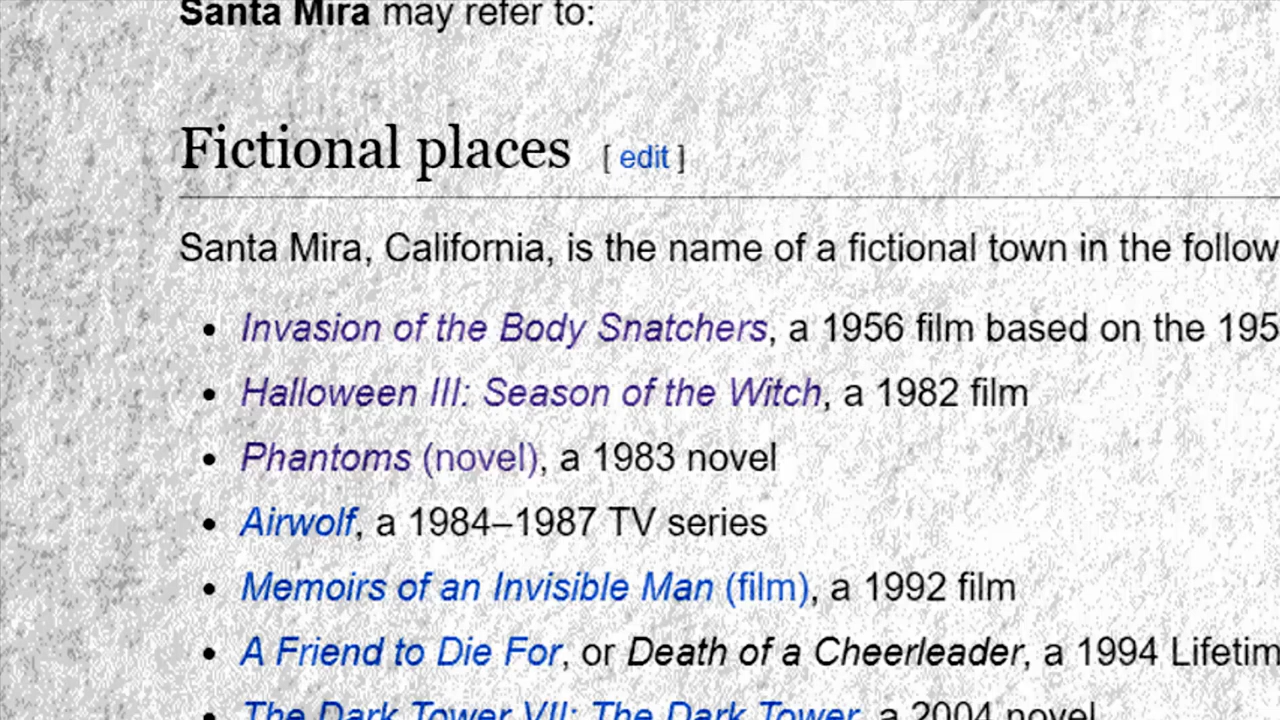 Santa Mira may refer to:
Fictional places [ edit ]
Santa Mira, California, is the name of a fictional town in the follow
• Invasion of the Body Snatchers, a 1956 film based on the 195
• Halloween III: Season of the Witch, a 1982 film
• Phantoms (novel), a 1983 novel
• Airwolf, a 1984–1987 TV series
• Memoirs of an Invisible Man (film), a 1992 film
• A Friend to Die For, or Death of a Cheerleader, a 1994 Lifetim
• The Dark Tower VII: The Dark Tower, a 2004 novel